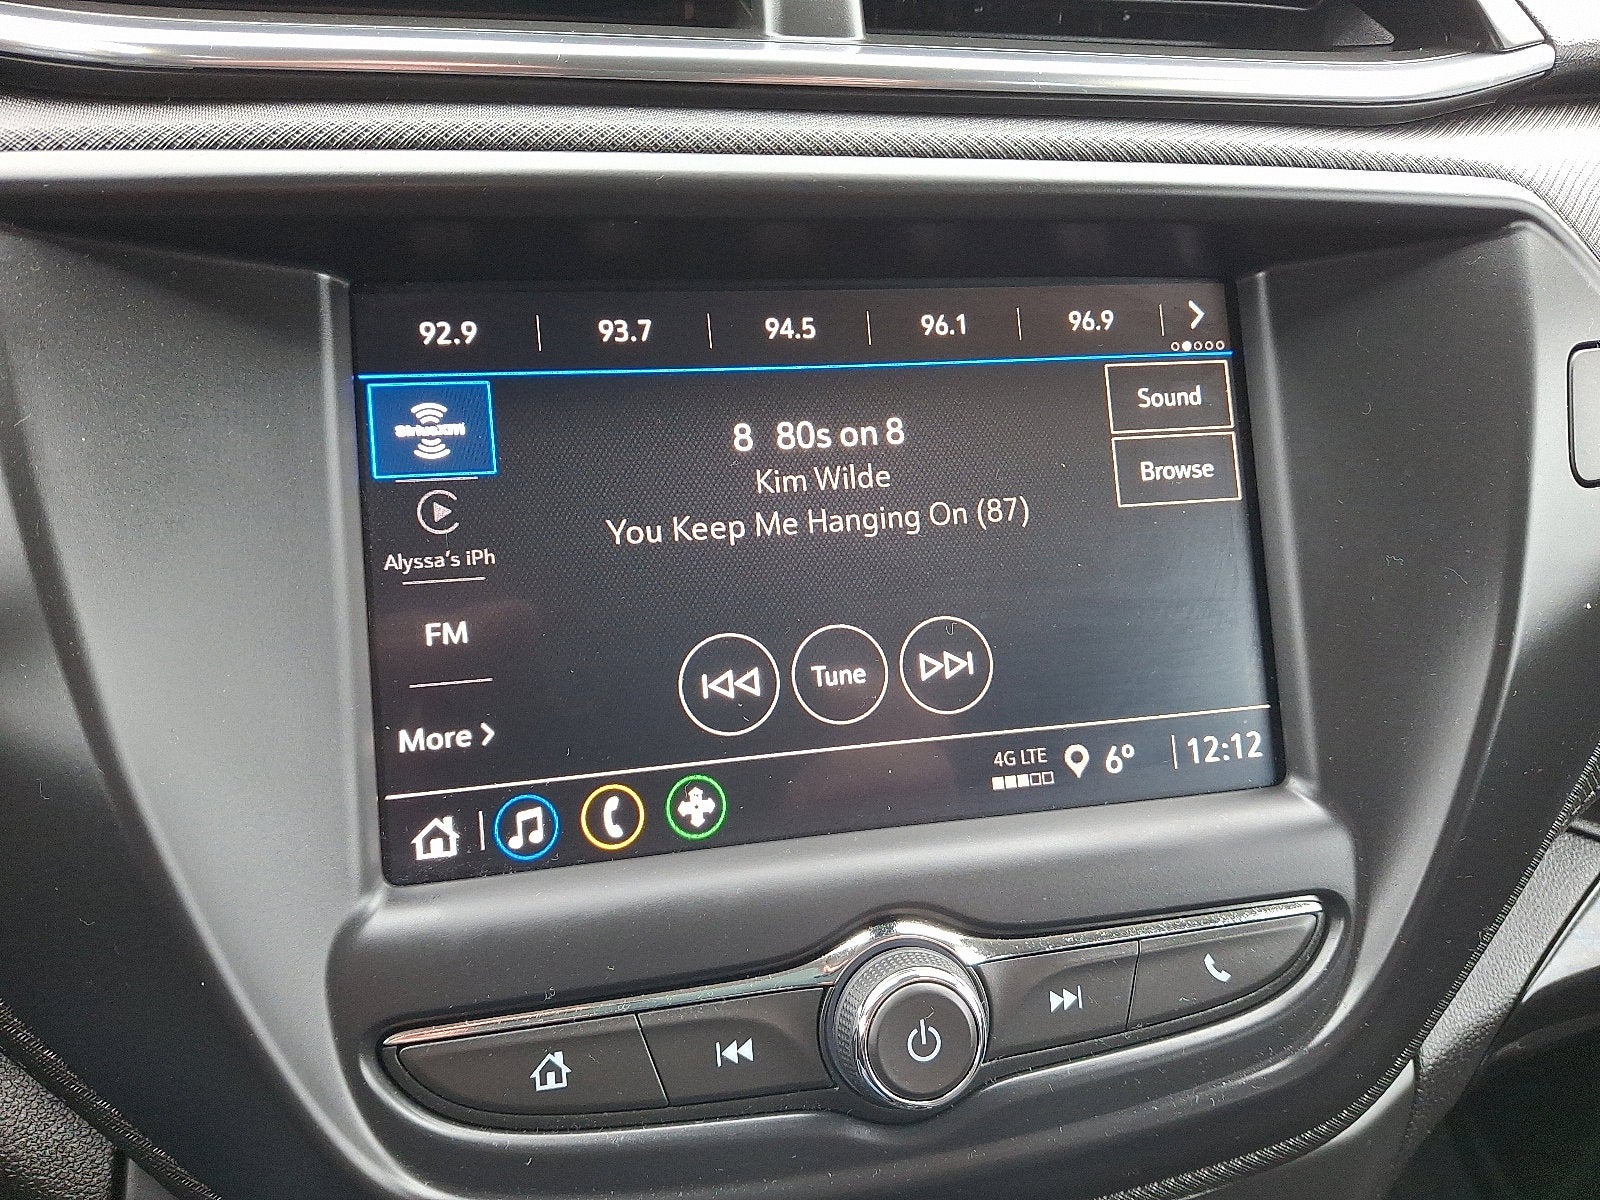 92.9 93.7 94.5 96.1 96.9
SiriusXM
8 80s on 8
Kim Wilde
You Keep Me Hanging On (87)
Sound
Browse
Alyssa's iPh
FM
More
Tune
4G LTE 6° 12:12